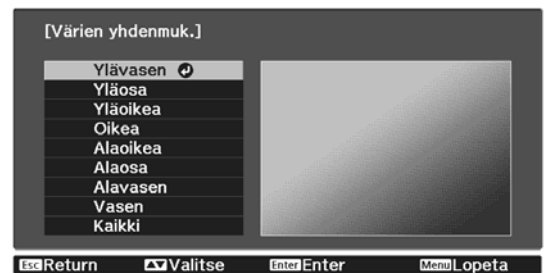 [Värien yhdenmuk.]
Ylävasen
Yläosa
Yläoikea
Oikea
Alaoikea
Alaosa
Alavasen
Vasen
Kaikki
Esc Return Valitse Enter Enter Menu Lopeta